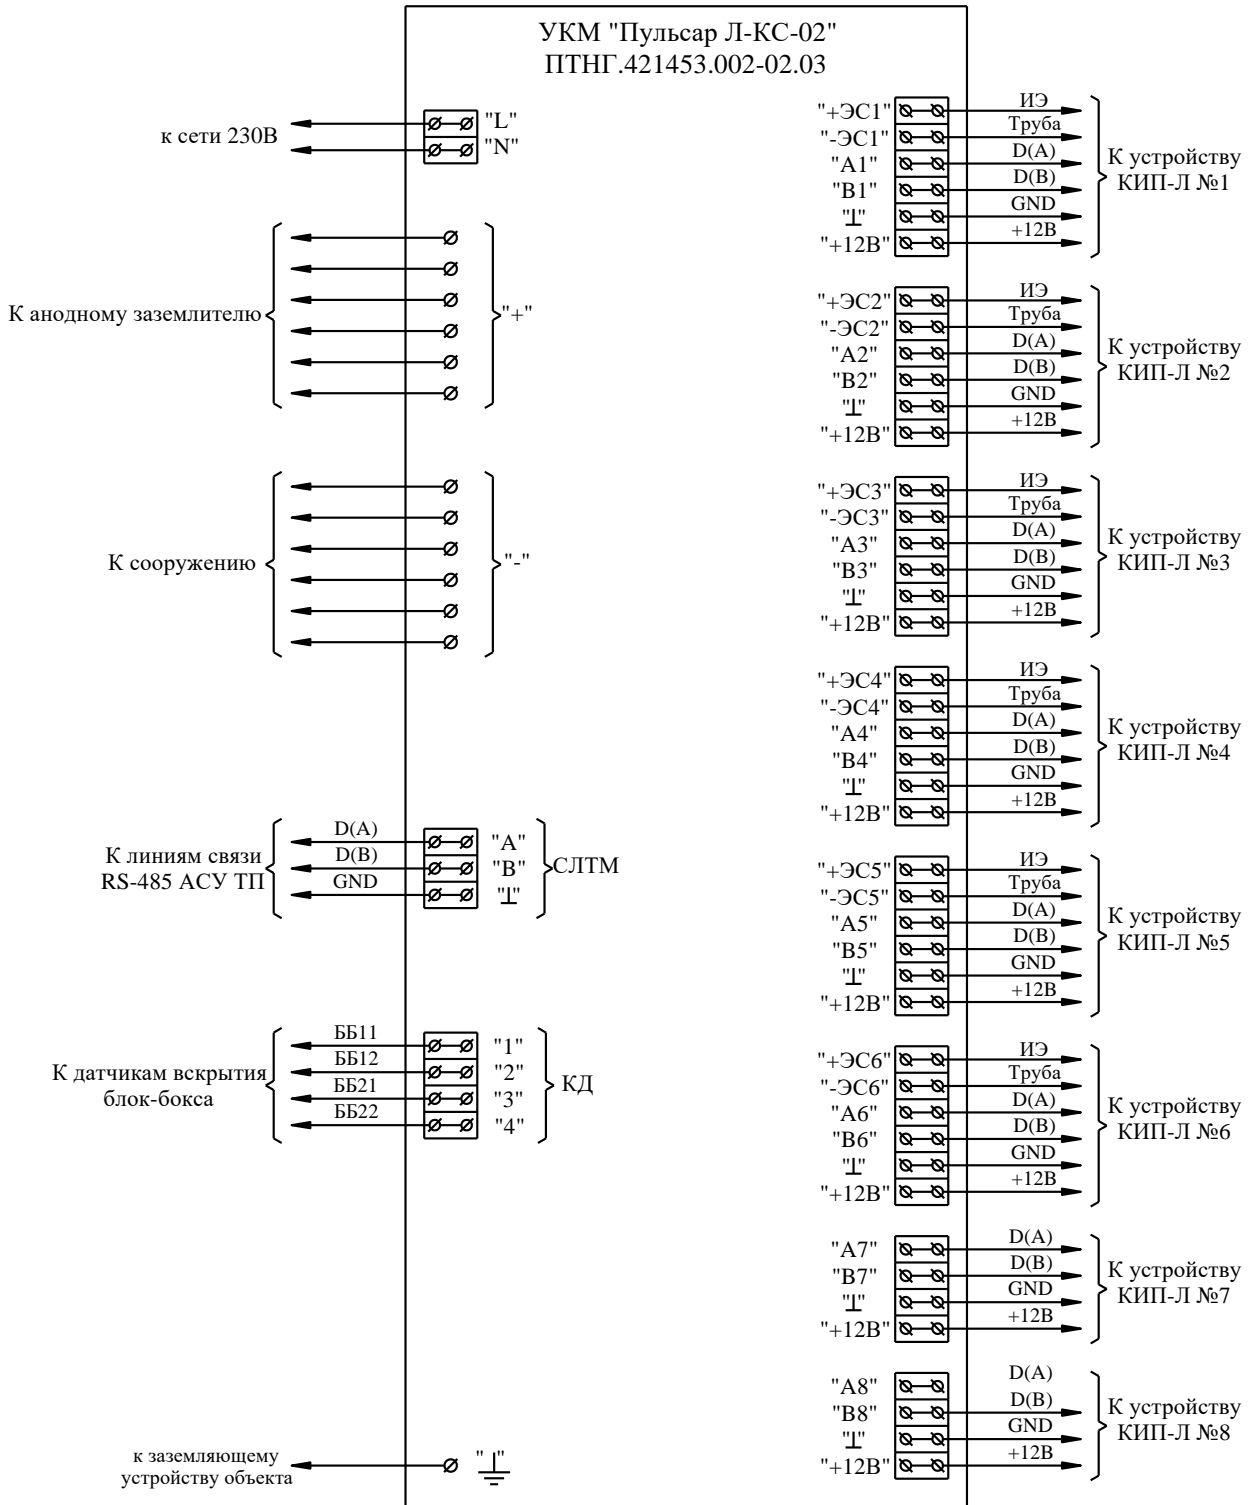 УКМ "Пульсар Л-КС-02"
ПТНГ.421453.002-02.03
к сети 230В
"L"
"N"
К анодному заземлителю
"+"
К сооружению
"-"
К линиям связи
RS-485 АСУ ТП
D(A)
D(B)
GND
"A"
"B"
"⊥"
СЛТМ
К датчикам вскрытия
блок-бокса
ББ11
ББ12
ББ21
ББ22
"1"
"2"
"3"
"4"
КД
к заземляющему
устройству объекта
"⏚"
"+ЭС1" ИЭ
"-ЭС1" Труба
"A1" D(A)
"B1" D(B)
"⊥" GND
"+12В" +12В
К устройству
КИП-Л №1
"+ЭС2" ИЭ
"-ЭС2" Труба
"A2" D(A)
"B2" D(B)
"⊥" GND
"+12В" +12В
К устройству
КИП-Л №2
"+ЭС3" ИЭ
"-ЭС3" Труба
"A3" D(A)
"B3" D(B)
"⊥" GND
"+12В" +12В
К устройству
КИП-Л №3
"+ЭС4" ИЭ
"-ЭС4" Труба
"A4" D(A)
"B4" D(B)
"⊥" GND
"+12В" +12В
К устройству
КИП-Л №4
"+ЭС5" ИЭ
"-ЭС5" Труба
"A5" D(A)
"B5" D(B)
"⊥" GND
"+12В" +12В
К устройству
КИП-Л №5
"+ЭС6" ИЭ
"-ЭС6" Труба
"A6" D(A)
"B6" D(B)
"⊥" GND
"+12В" +12В
К устройству
КИП-Л №6
"A7" D(A)
"B7" D(B)
"⊥" GND
"+12В" +12В
К устройству
КИП-Л №7
"A8" D(A)
"B8" D(B)
"⊥" GND
"+12В" +12В
К устройству
КИП-Л №8